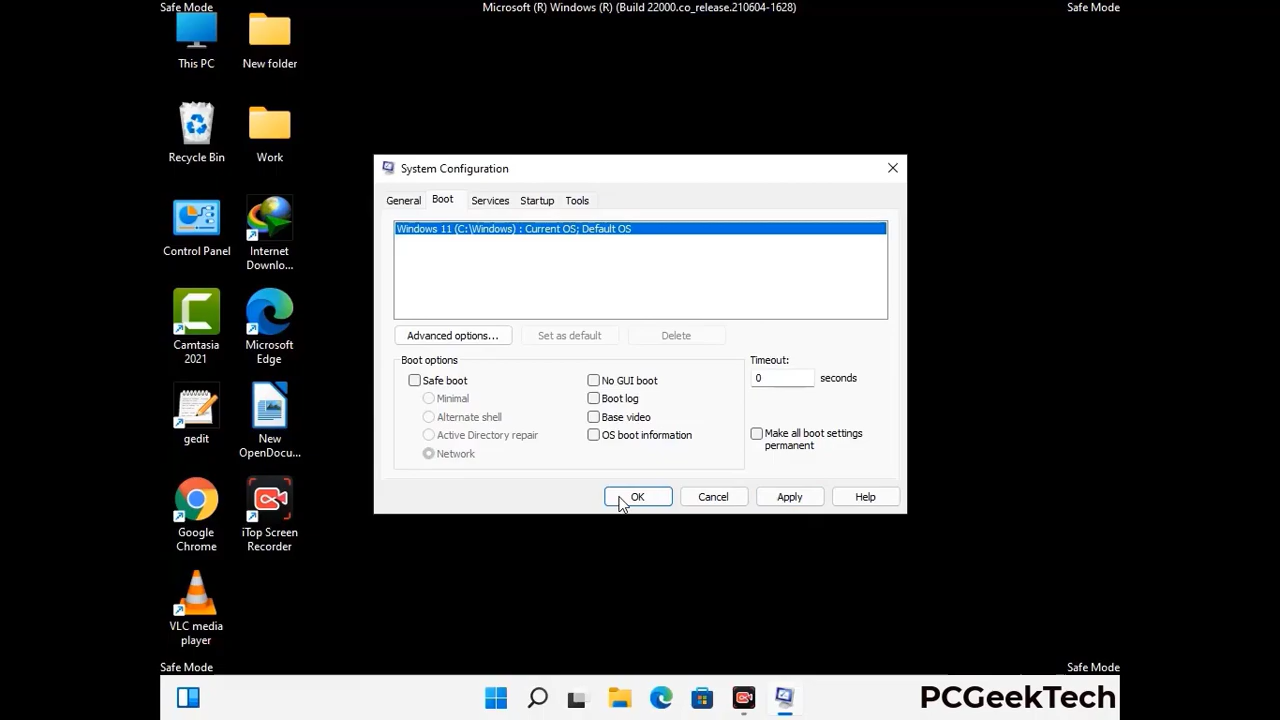 Safe Mode
Microsoft (R) Windows (R) (Build 22000.co_release.210604-1628)
Safe Mode
This PC
New folder
Recycle Bin
Work
Control Panel
Internet
Downlo...
Camtasia
2021
Microsoft
Edge
gedit
New
OpenDocu...
Google
Chrome
iTop Screen
Recorder
VLC media
player
System Configuration
General
Boot
Services
Startup
Tools
Windows 11 (C:\Windows) : Current OS; Default OS
Advanced options...
Set as default
Delete
Boot options
Safe boot
Minimal
Alternate shell
Active Directory repair
Network
No GUI boot
Boot log
Base video
OS boot information
Timeout:
0 seconds
Make all boot settings
permanent
OK
Cancel
Apply
Help
Safe Mode
Safe Mode
PCGeekTech